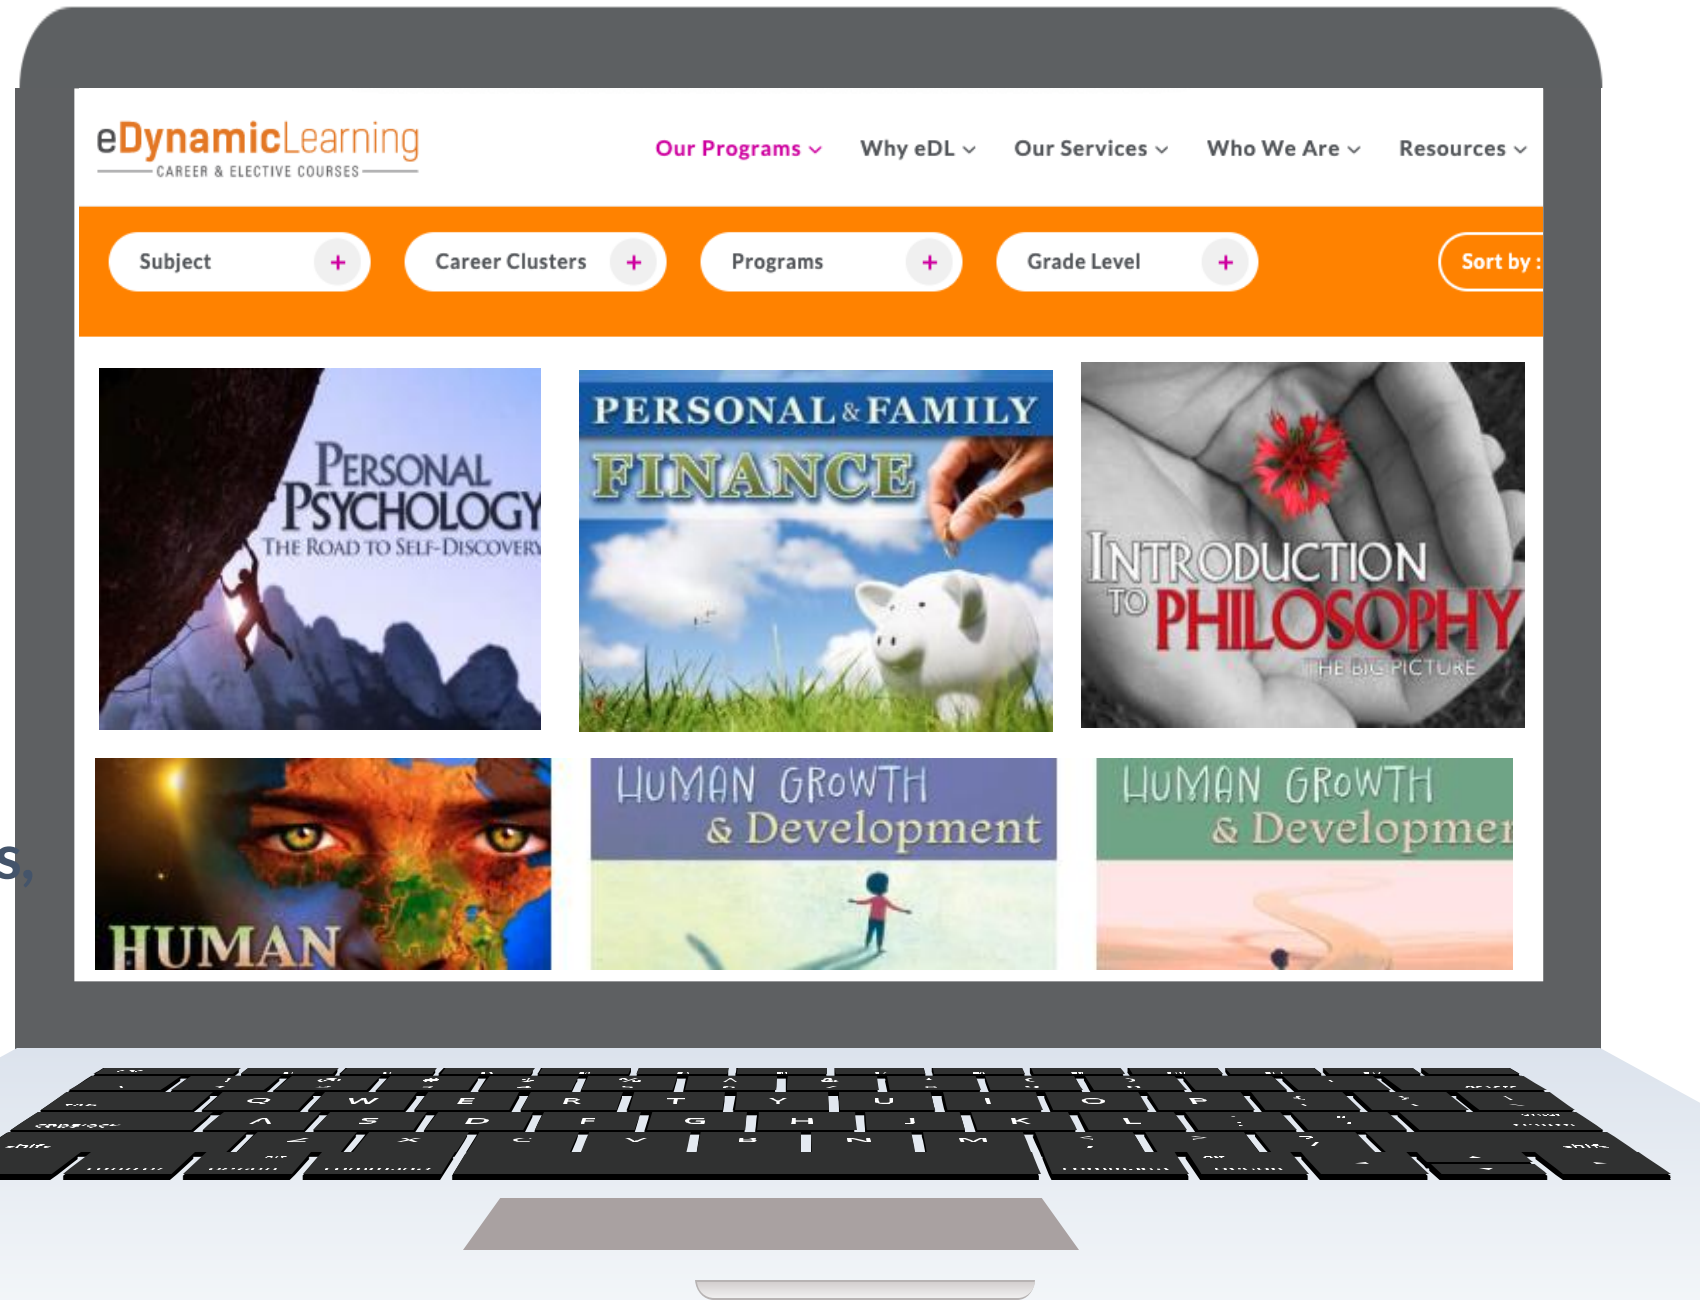 eDynamicLearning
CAREER & ELECTIVE COURSES
Our Programs
Why eDL
Our Services
Who We Are
Resources
Subject +
Career Clusters +
Programs +
Grade Level +
Sort by :
PERSONAL
PSYCHOLOGY
THE ROAD TO SELF-DISCOVERY
PERSONAL & FAMILY
FINANCE
INTRODUCTION
TO PHILOSOPHY
THE BIG PICTURE
s,
HUMAN
HUMAN GROWTH
& Development
HUMAN GROWTH
& Developmen
Q W E R T Y U I O P
A S D F G H J K L
Z X C V B N M